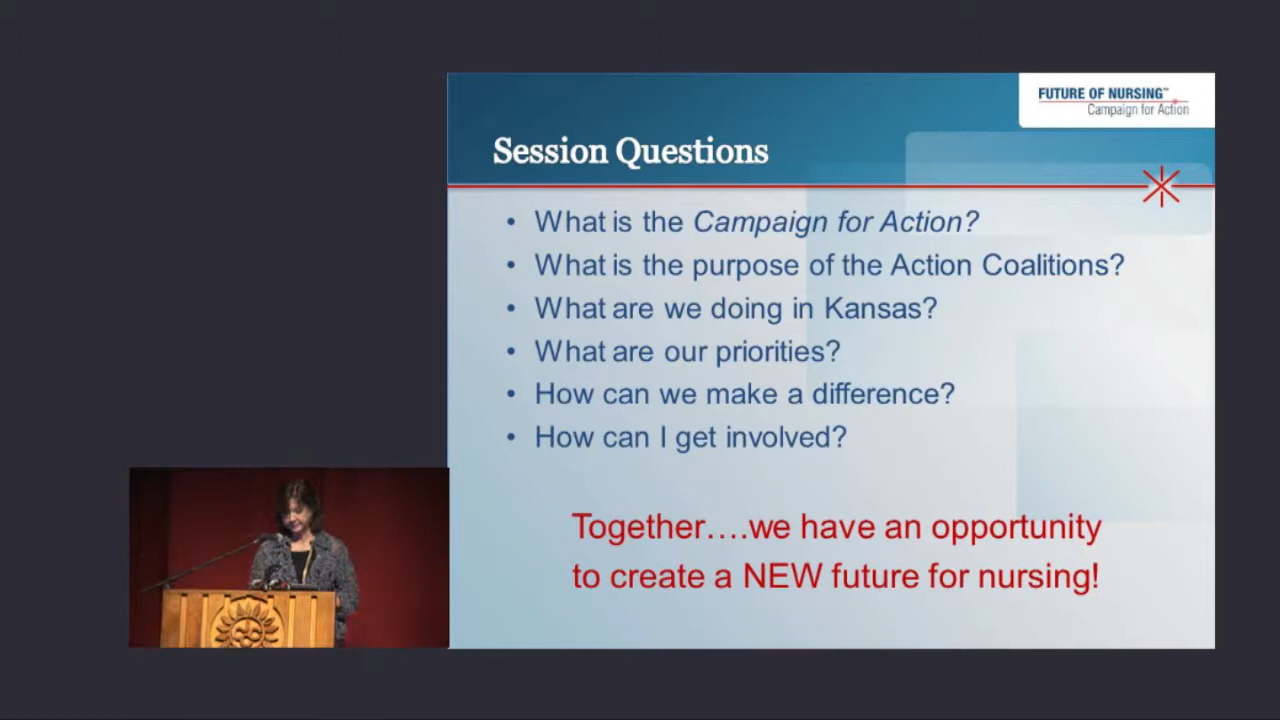 FUTURE OF NURSING™
Campaign for Action
Session Questions
• What is the Campaign for Action?
• What is the purpose of the Action Coalitions?
• What are we doing in Kansas?
• What are our priorities?
• How can we make a difference?
• How can I get involved?
Together….we have an opportunity
to create a NEW future for nursing!